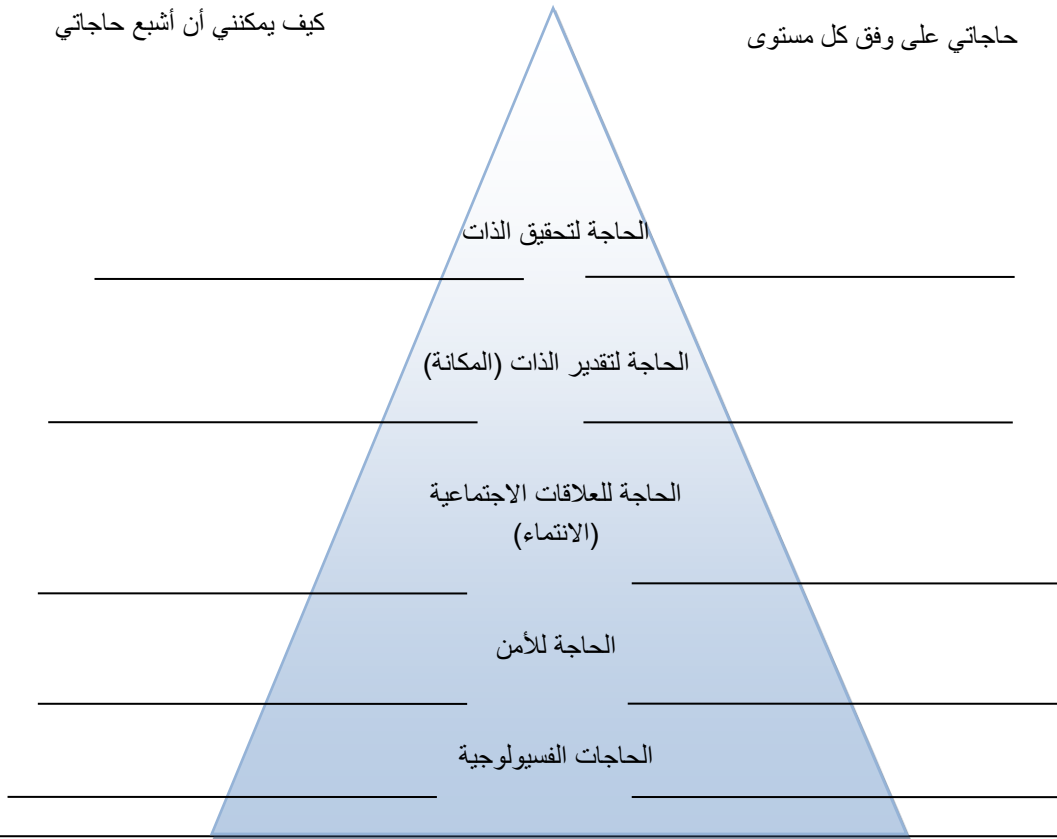 حاجاتي على وفق كل مستوى
كيف يمكنني أن أشبع حاجاتي
الحاجة لتحقيق الذات
الحاجة لتقدير الذات (المكانة)
الحاجة للعلاقات الاجتماعية
(الانتماء)
الحاجة للأمن
الحاجات الفسيولوجية